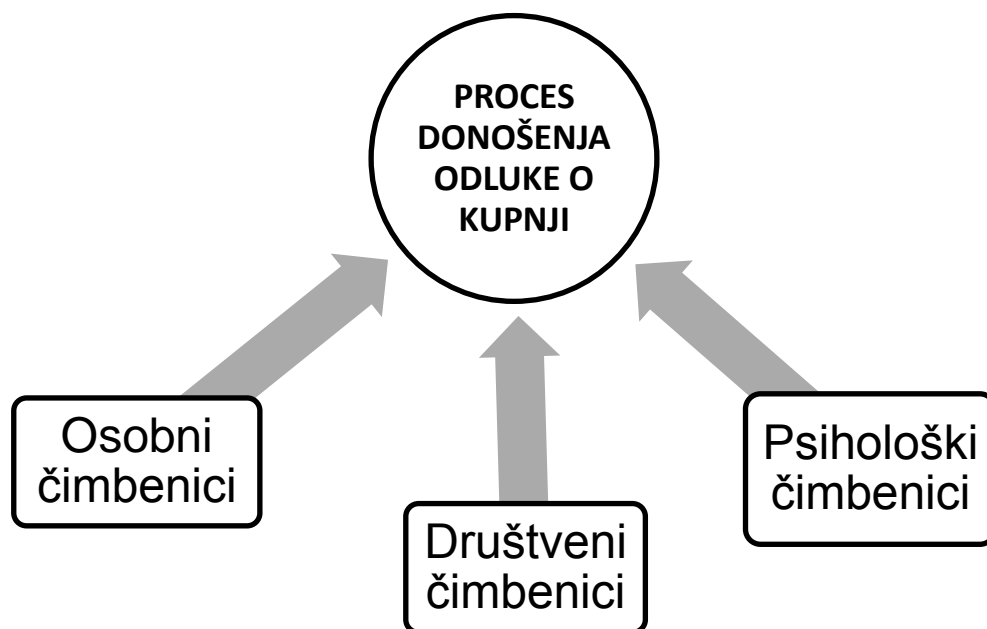 PROCES
DONOŠENJA
ODLUKE O
KUPNJI
Osobni
čimbenici
Društveni
čimbenici
Psihološki
čimbenici